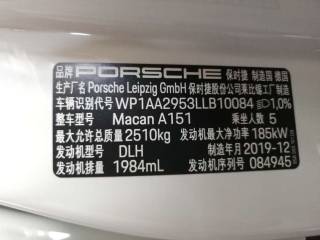 品牌 PORSCHE 保时捷 制造国 德国
生产厂名 Porsche Leipzig GmbH 保时捷股份公司莱比锡工厂制造
车辆识别代号 WP1AA2953LLB10084 ≤1,0%
整车型号 Macan A151 乘坐人数 5
最大允许总质量 2510kg 发动机最大净功率 185kW
发动机型号 DLH 制造年月 2019-12
发动机排量 1984mL 发动机序列号 084945